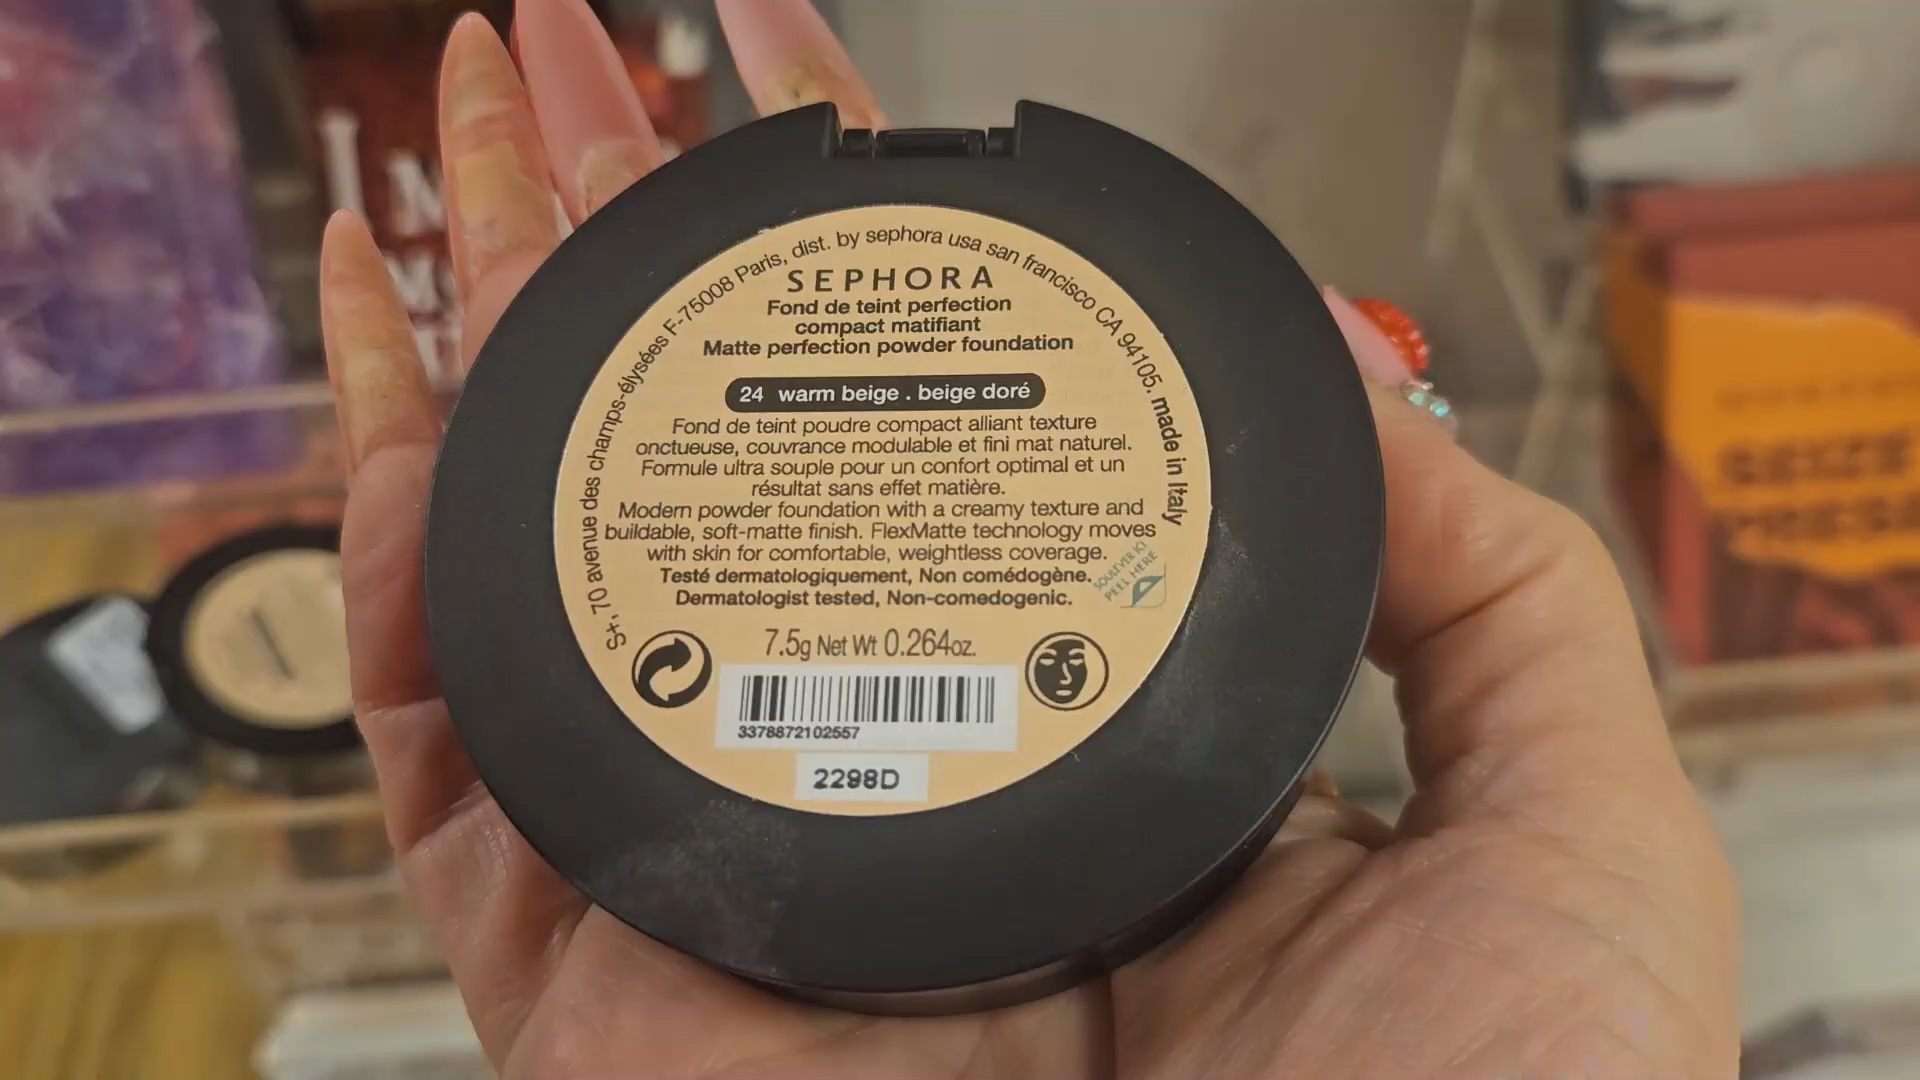 S+, 70 avenue des champs-élysées F-75008 Paris, dist. by sephora usa san francisco CA 94105. made in Italy
SEPHORA
Fond de teint perfection
compact matifiant
Matte perfection powder foundation
24 warm beige . beige doré
Fond de teint poudre compact alliant texture
onctueuse, couvrance modulable et fini mat naturel.
Formule ultra souple pour un confort optimal et un
résultat sans effet matière.
Modern powder foundation with a creamy texture and
buildable, soft-matte finish. FlexMatte technology moves
with skin for comfortable, weightless coverage.
Testé dermatologiquement, Non comédogène.
Dermatologist tested, Non-comedogenic.
SOULEVER ICI
PEEL HERE
7.5g Net Wt 0.264oz.
3378872102557
2298D